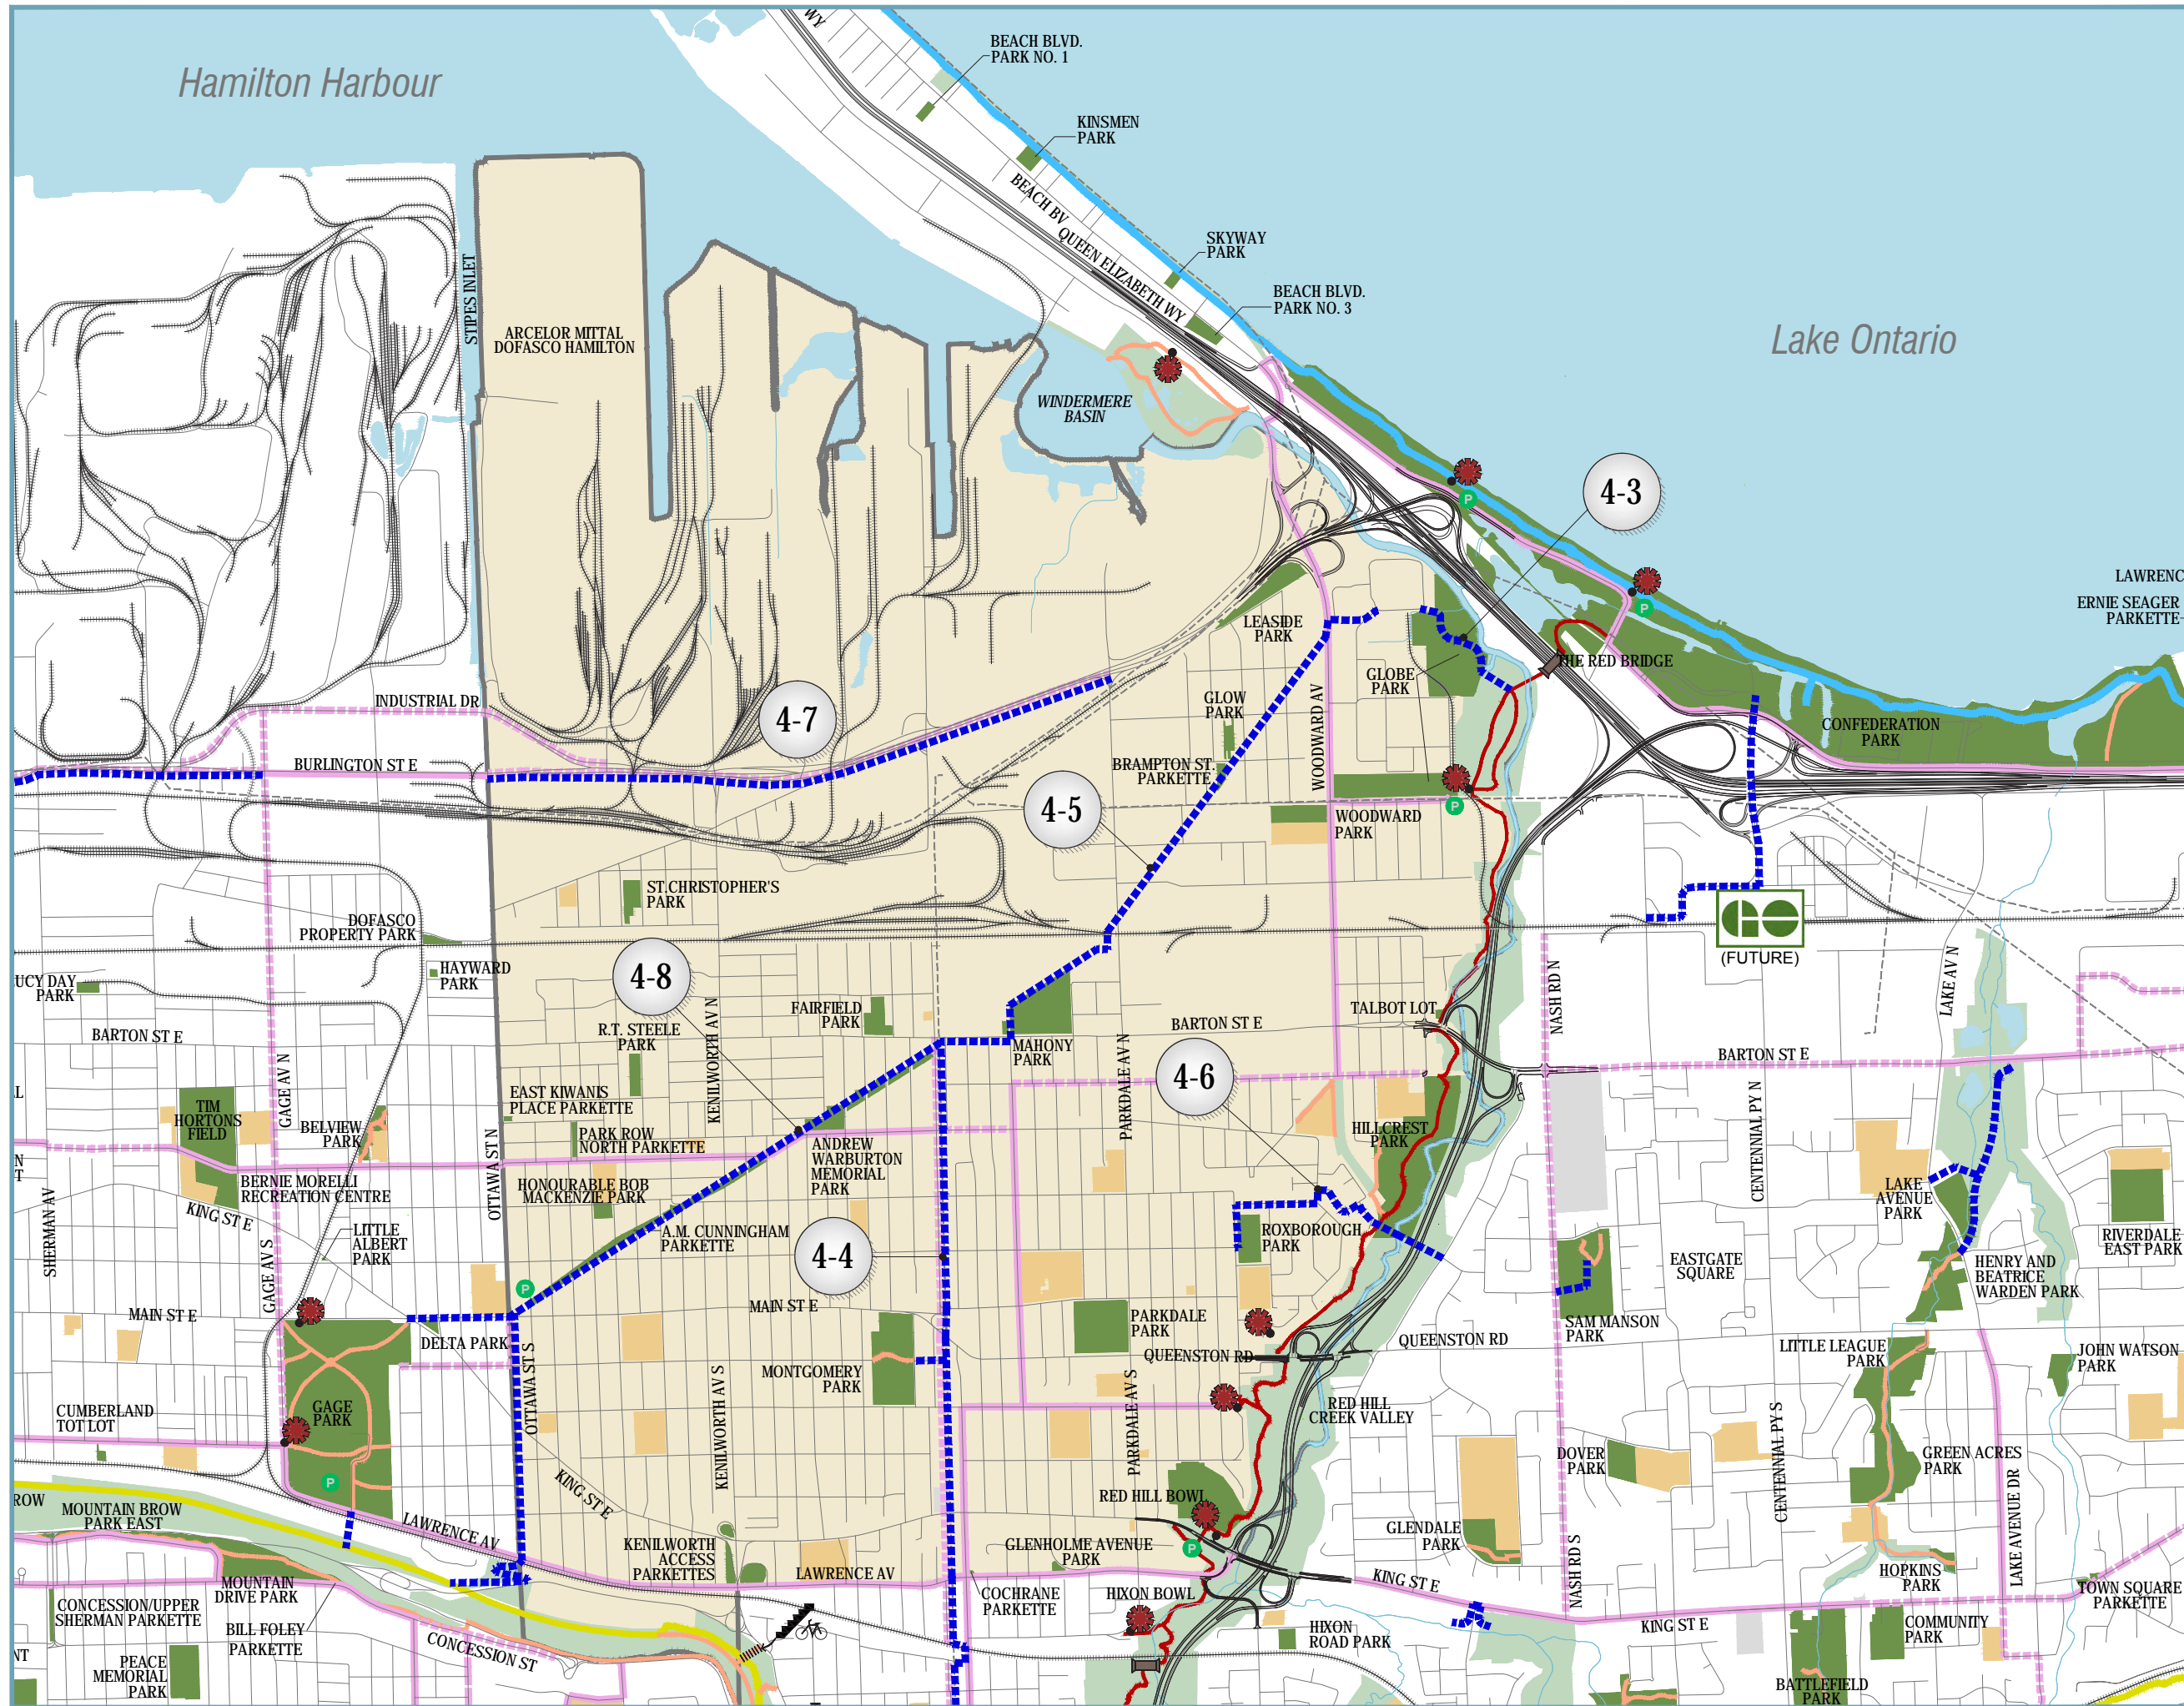 Hamilton Harbour
Lake Ontario
WY
BEACH BLVD.
PARK NO. 1
KINSMEN
PARK
BEACH BV
QUEEN ELIZABETH WY
SKYWAY
PARK
BEACH BLVD.
PARK NO. 3
STIPES INLET
ARCELOR MITTAL
DOFASCO HAMILTON
WINDERMERE
BASIN
4-3
LAWRENC
ERNIE SEAGER
PARKETTE
LEASIDE
PARK
GLOBE
PARK
THE RED BRIDGE
CONFEDERATION
PARK
INDUSTRIAL DR
4-7
GLOW
PARK
WOODWARD AV
BURLINGTON ST E
BRAMPTON ST.
PARKETTE
4-5
WOODWARD
PARK
P
P
P
ST.CHRISTOPHER'S
PARK
DOFASCO
PROPERTY PARK
GO
(FUTURE)
UCY DAY
PARK
HAYWARD
PARK
4-8
KENILWORTH AV N
FAIRFIELD
PARK
R.T. STEELE
PARK
MAHONY
PARK
PARKDALE AV N
BARTON ST E
TALBOT LOT
NASH RD N
LAKE AV N
BARTON ST E
BARTON ST E
4-6
CENTENNIAL PY N
GAGE AV N
TIM
HORTONS
FIELD
BELVIEW
PARK
EAST KIWANIS
PLACE PARKETTE
PARK ROW
NORTH PARKETTE
OTTAWA ST N
ANDREW
WARBURTON
MEMORIAL
PARK
HILLCREST
PARK
BERNIE MORELLI
RECREATION CENTRE
HONOURABLE BOB
MACKENZIE PARK
LAKE
AVENUE
PARK
SHERMAN AV
KING ST E
LITTLE
ALBERT
PARK
A.M. CUNNINGHAM
PARKETTE
4-4
ROXBOROUGH
PARK
EASTGATE
SQUARE
RIVERDALE
EAST PARK
HENRY AND
BEATRICE
WARDEN PARK
GAGE AV S
P
MAIN ST E
MAIN ST E
DELTA PARK
PARKDALE
PARK
QUEENSTON RD
QUEENSTON RD
SAM MANSON
PARK
LITTLE LEAGUE
PARK
JOHN WATSON
PARK
MONTGOMERY
PARK
OTTAWA ST S
KENILWORTH AV S
PARKDALE AV S
RED HILL
CREEK VALLEY
CUMBERLAND
TOT LOT
GAGE
PARK
P
DOVER
PARK
CENTENNIAL PY S
GREEN ACRES
PARK
LAKE AVENUE DR
ROW
MOUNTAIN BROW
PARK EAST
LAWRENCE AV
KING ST E
RED HILL BOWL
P
GLENDALE
PARK
NASH RD S
KENILWORTH
ACCESS
PARKETTES
LAWRENCE AV
GLENHOLME AVENUE
PARK
COCHRANE
PARKETTE
HIXON BOWL
KING ST E
HOPKINS
PARK
TOWN SQUARE
PARKETTE
MOUNTAIN
DRIVE PARK
CONCESSION/UPPER
SHERMAN PARKETTE
BILL FOLEY
PARKETTE
CONCESSION ST
HIXON
ROAD PARK
KING ST E
COMMUNITY
PARK
NT
PEACE
MEMORIAL
PARK
BATTLEFIELD
PARK